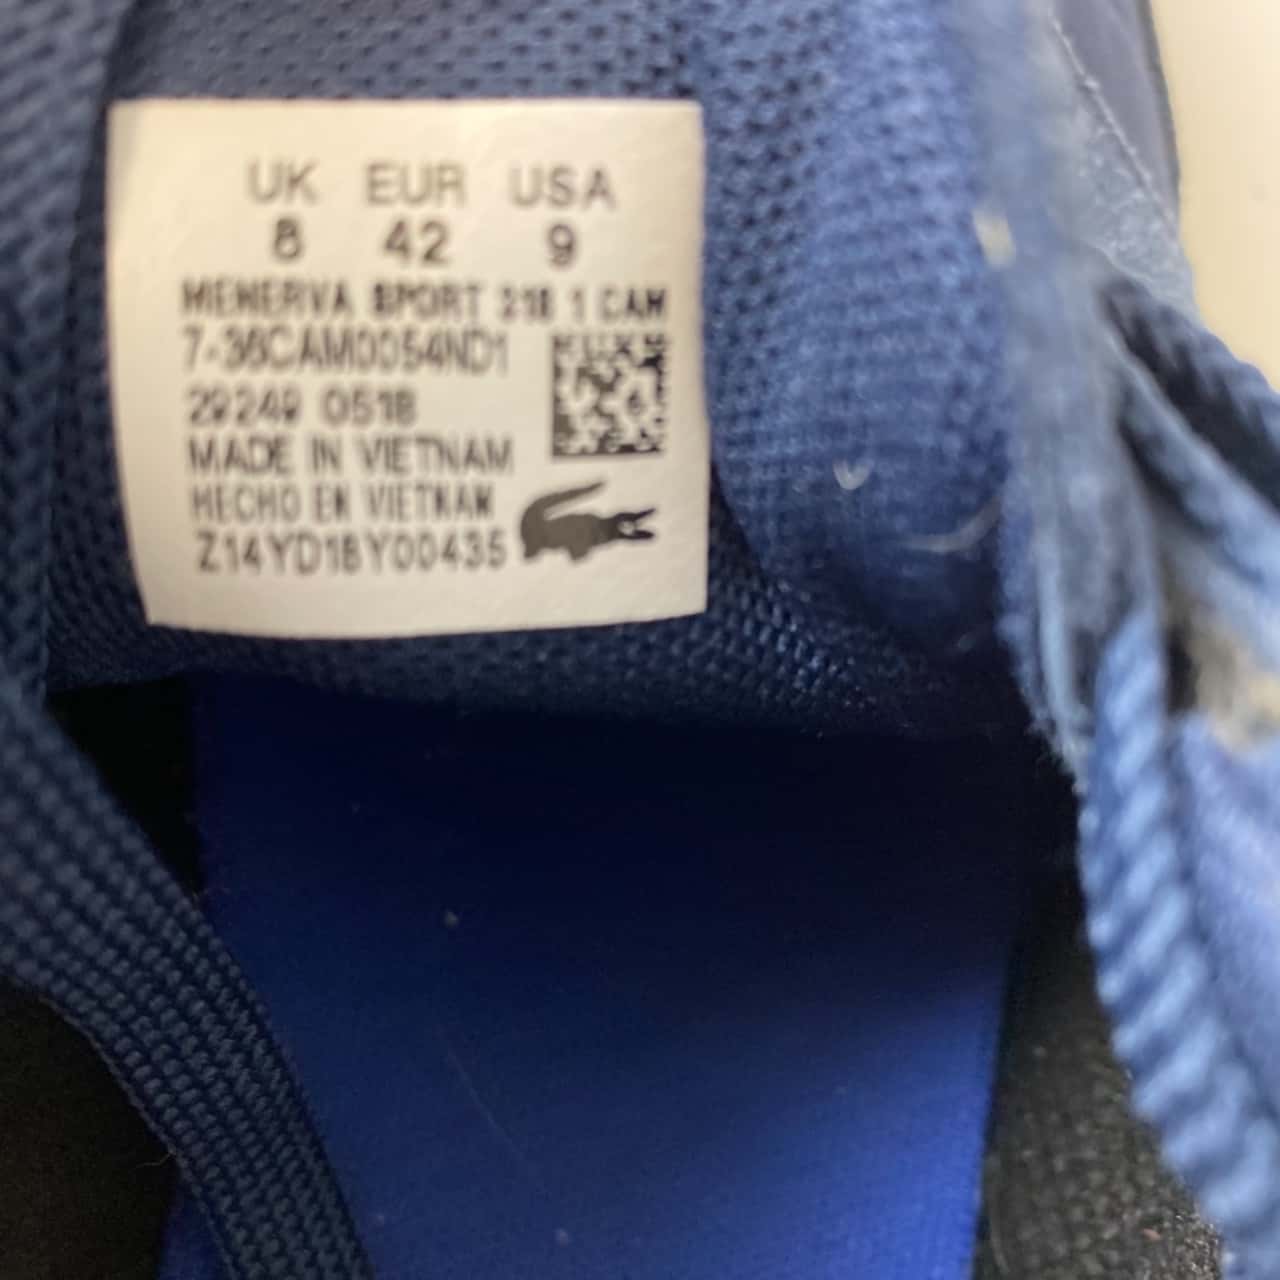 UK EUR USA
8 42 9
MENERVA SPORT 218 1 CAM
7-36CAM0054ND1
29249 0518
MADE IN VIETNAM
HECHO EN VIETNAM
Z14YD18Y00435